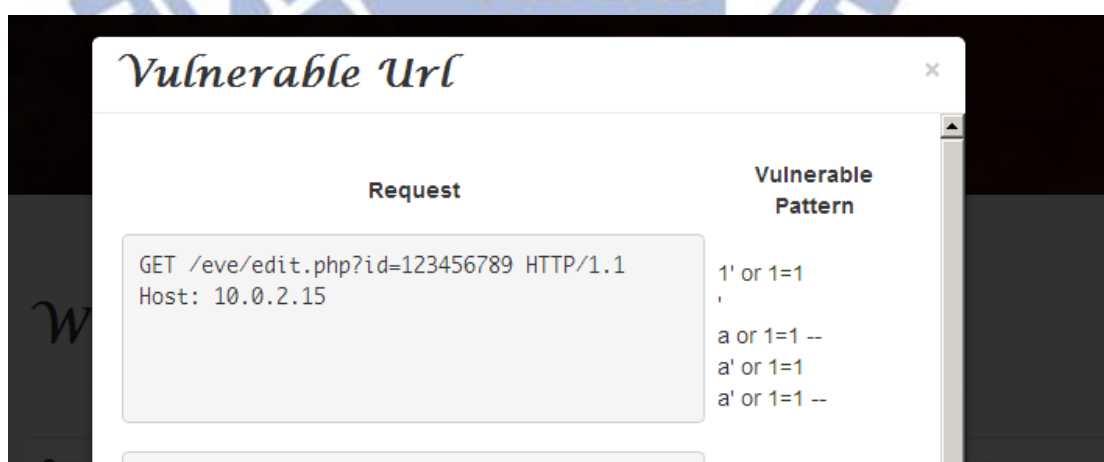 Vulnerable Url
×
Request
Vulnerable
Pattern
GET /eve/edit.php?id=123456789 HTTP/1.1
Host: 10.0.2.15
1' or 1=1
'
a or 1=1 --
a' or 1=1
a' or 1=1 --
W